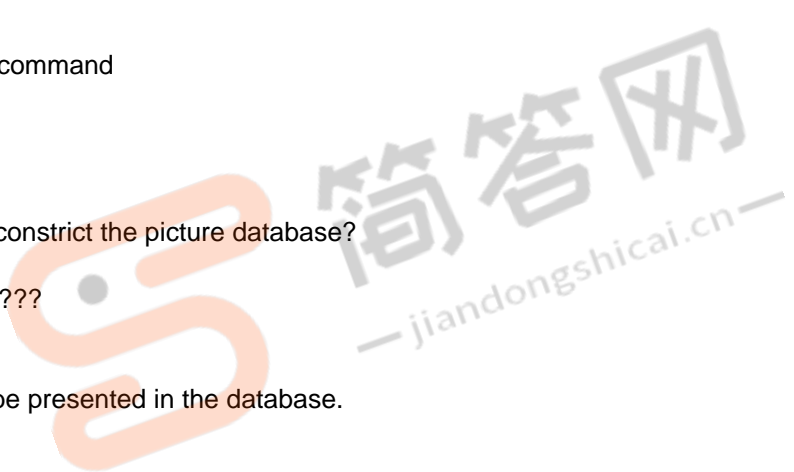 command
constrict the picture database?
???
be presented in the database.
简答网
— jiandongshicai.cn —